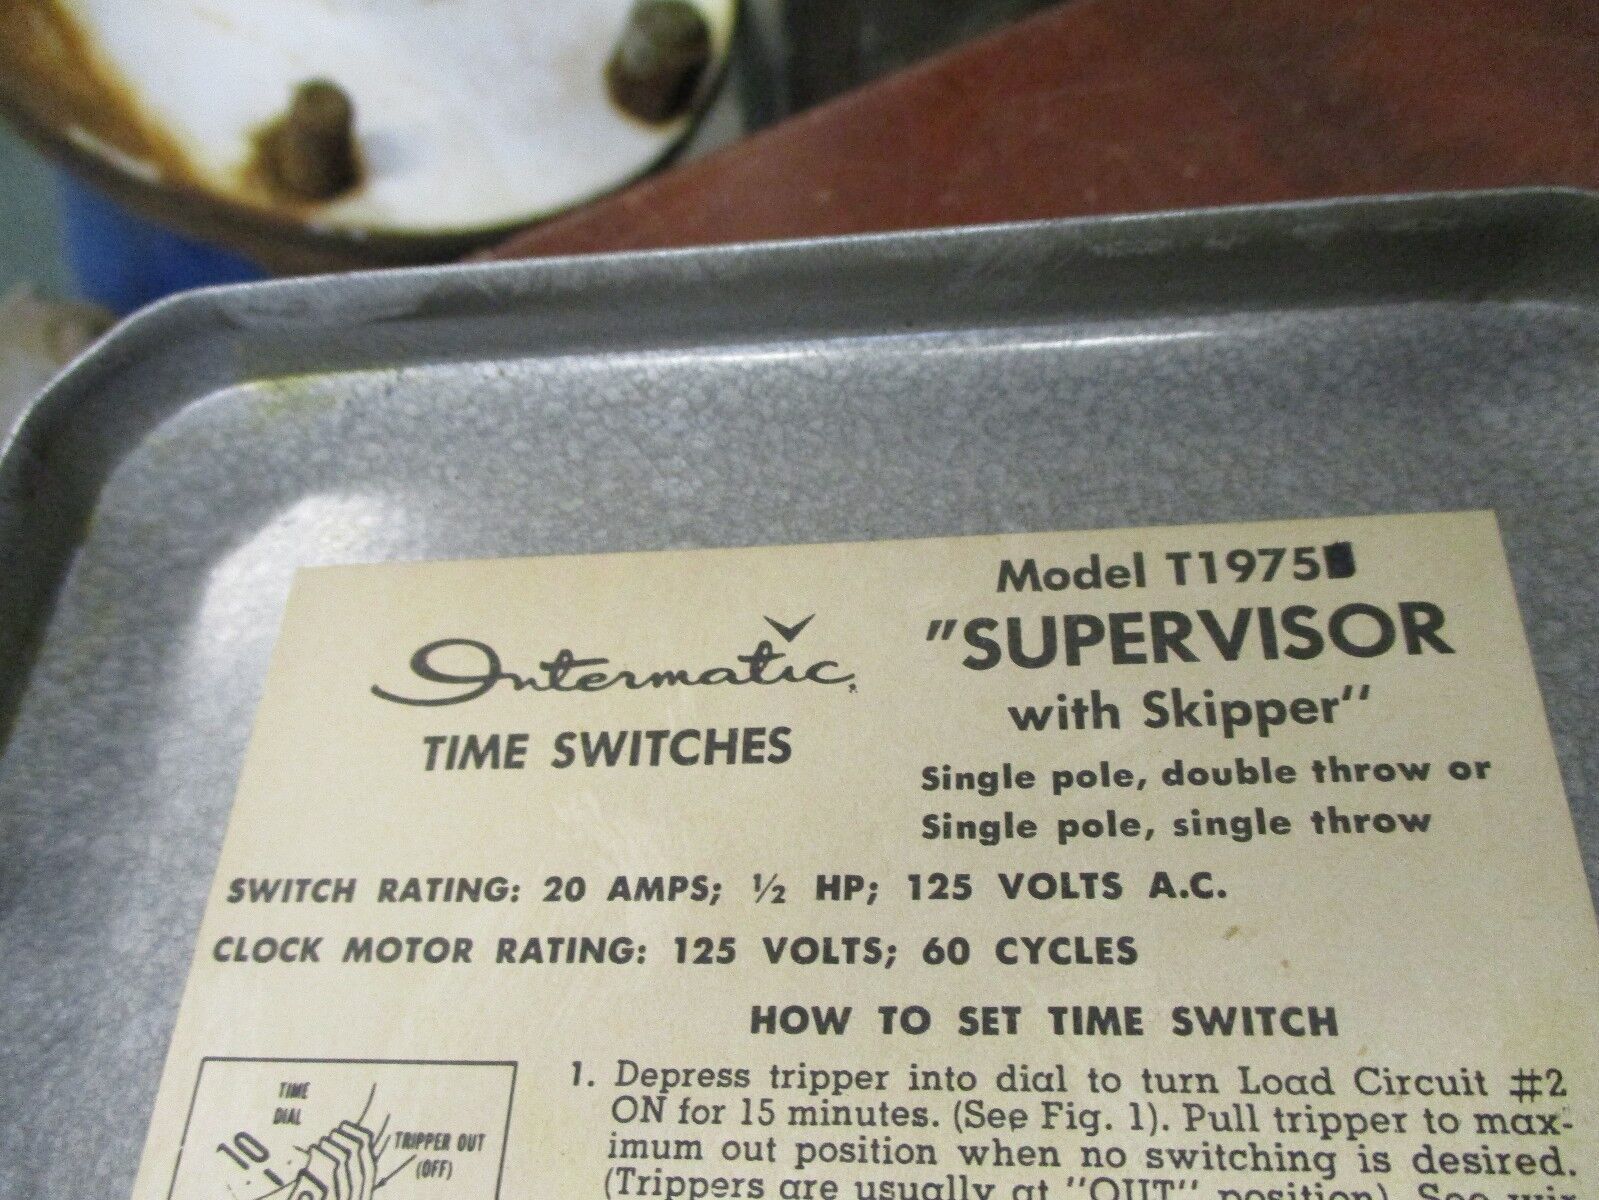 Model T1975
Intermatic
"SUPERVISOR
with Skipper"
TIME SWITCHES
Single pole, double throw or
Single pole, single throw
SWITCH RATING: 20 AMPS; ½ HP; 125 VOLTS A.C.
CLOCK MOTOR RATING: 125 VOLTS; 60 CYCLES
HOW TO SET TIME SWITCH
1. Depress tripper into dial to turn Load Circuit #2
ON for 15 minutes. (See Fig. 1). Pull tripper to max-
imum out position when no switching is desired.
(Trippers are usually at "OUT" position). See
TIME
DIAL
10
TRIPPER OUT
(OFF)